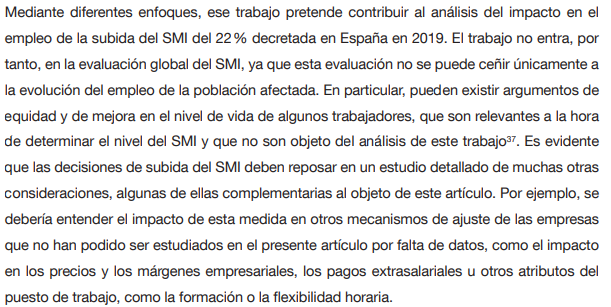 Mediante diferentes enfoques, ese trabajo pretende contribuir al análisis del impacto en el
empleo de la subida del SMI del 22 % decretada en España en 2019. El trabajo no entra, por
tanto, en la evaluación global del SMI, ya que esta evaluación no se puede ceñir únicamente a
la evolución del empleo de la población afectada. En particular, pueden existir argumentos de
equidad y de mejora en el nivel de vida de algunos trabajadores, que son relevantes a la hora
de determinar el nivel del SMI y que no son objeto del análisis de este trabajo³⁷. Es evidente
que las decisiones de subida del SMI deben reposar en un estudio detallado de muchas otras
consideraciones, algunas de ellas complementarias al objeto de este artículo. Por ejemplo, se
debería entender el impacto de esta medida en otros mecanismos de ajuste de las empresas
que no han podido ser estudiados en el presente artículo por falta de datos, como el impacto
en los precios y los márgenes empresariales, los pagos extrasalariales u otros atributos del
puesto de trabajo, como la formación o la flexibilidad horaria.